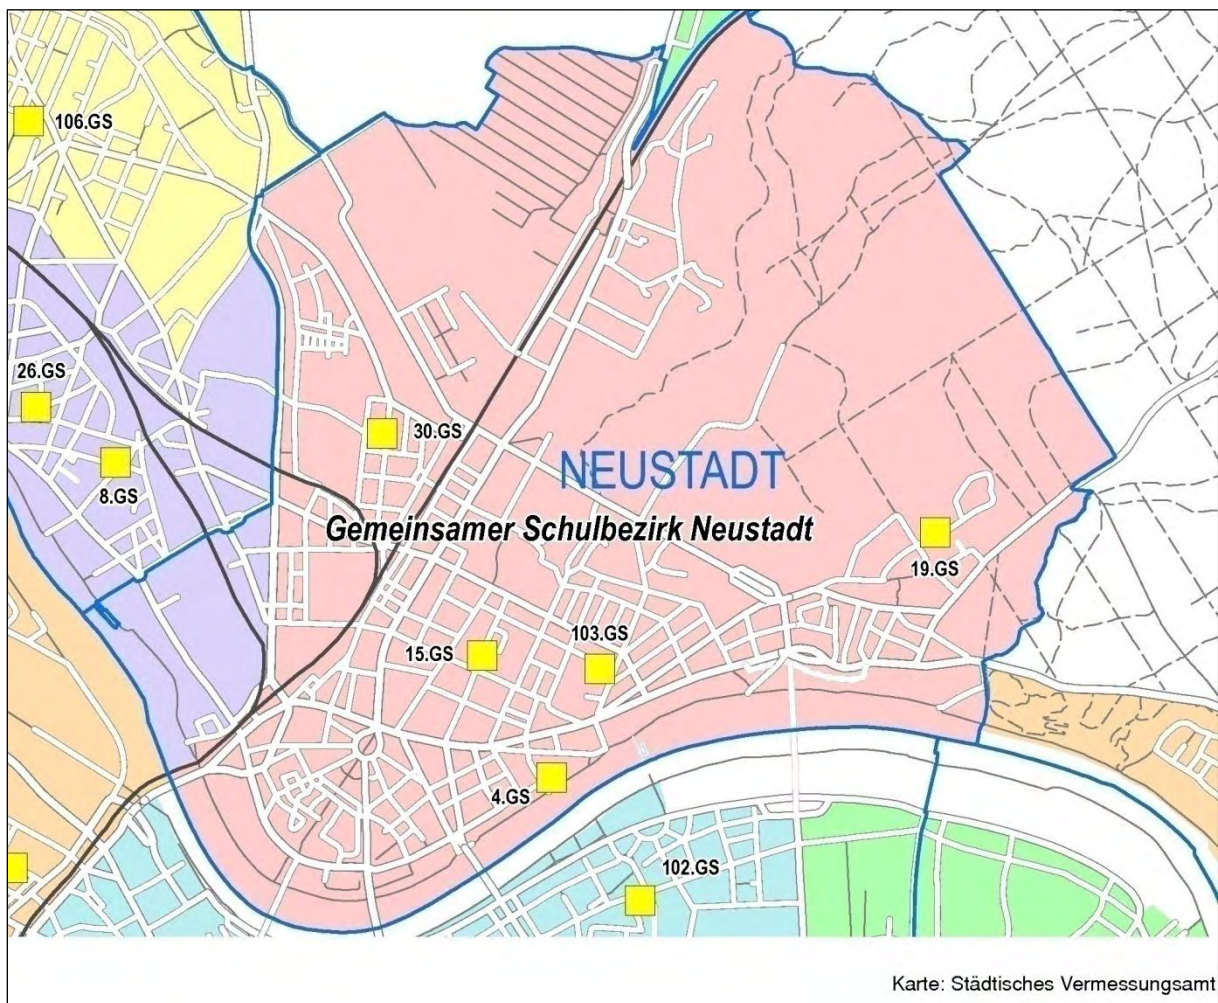 106.GS
26.GS
30.GS
8.GS
NEUSTADT
Gemeinsamer Schulbezirk Neustadt
19.GS
103.GS
15.GS
4.GS
102.GS
Karte: Städtisches Vermessungsamt